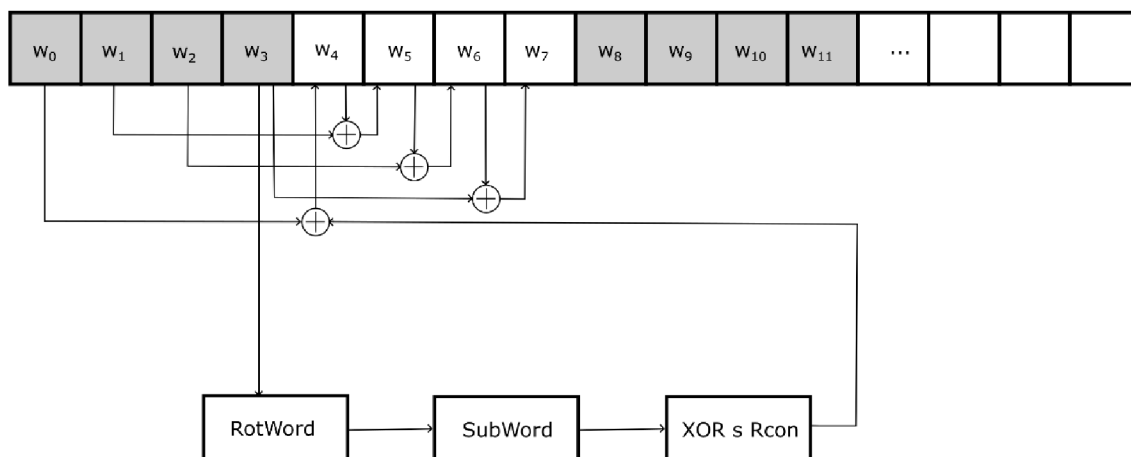 w₀ w₁ w₂ w₃ w₄ w₅ w₆ w₇ w₈ w₉ w₁₀ w₁₁ ...
RotWord SubWord XOR s Rcon